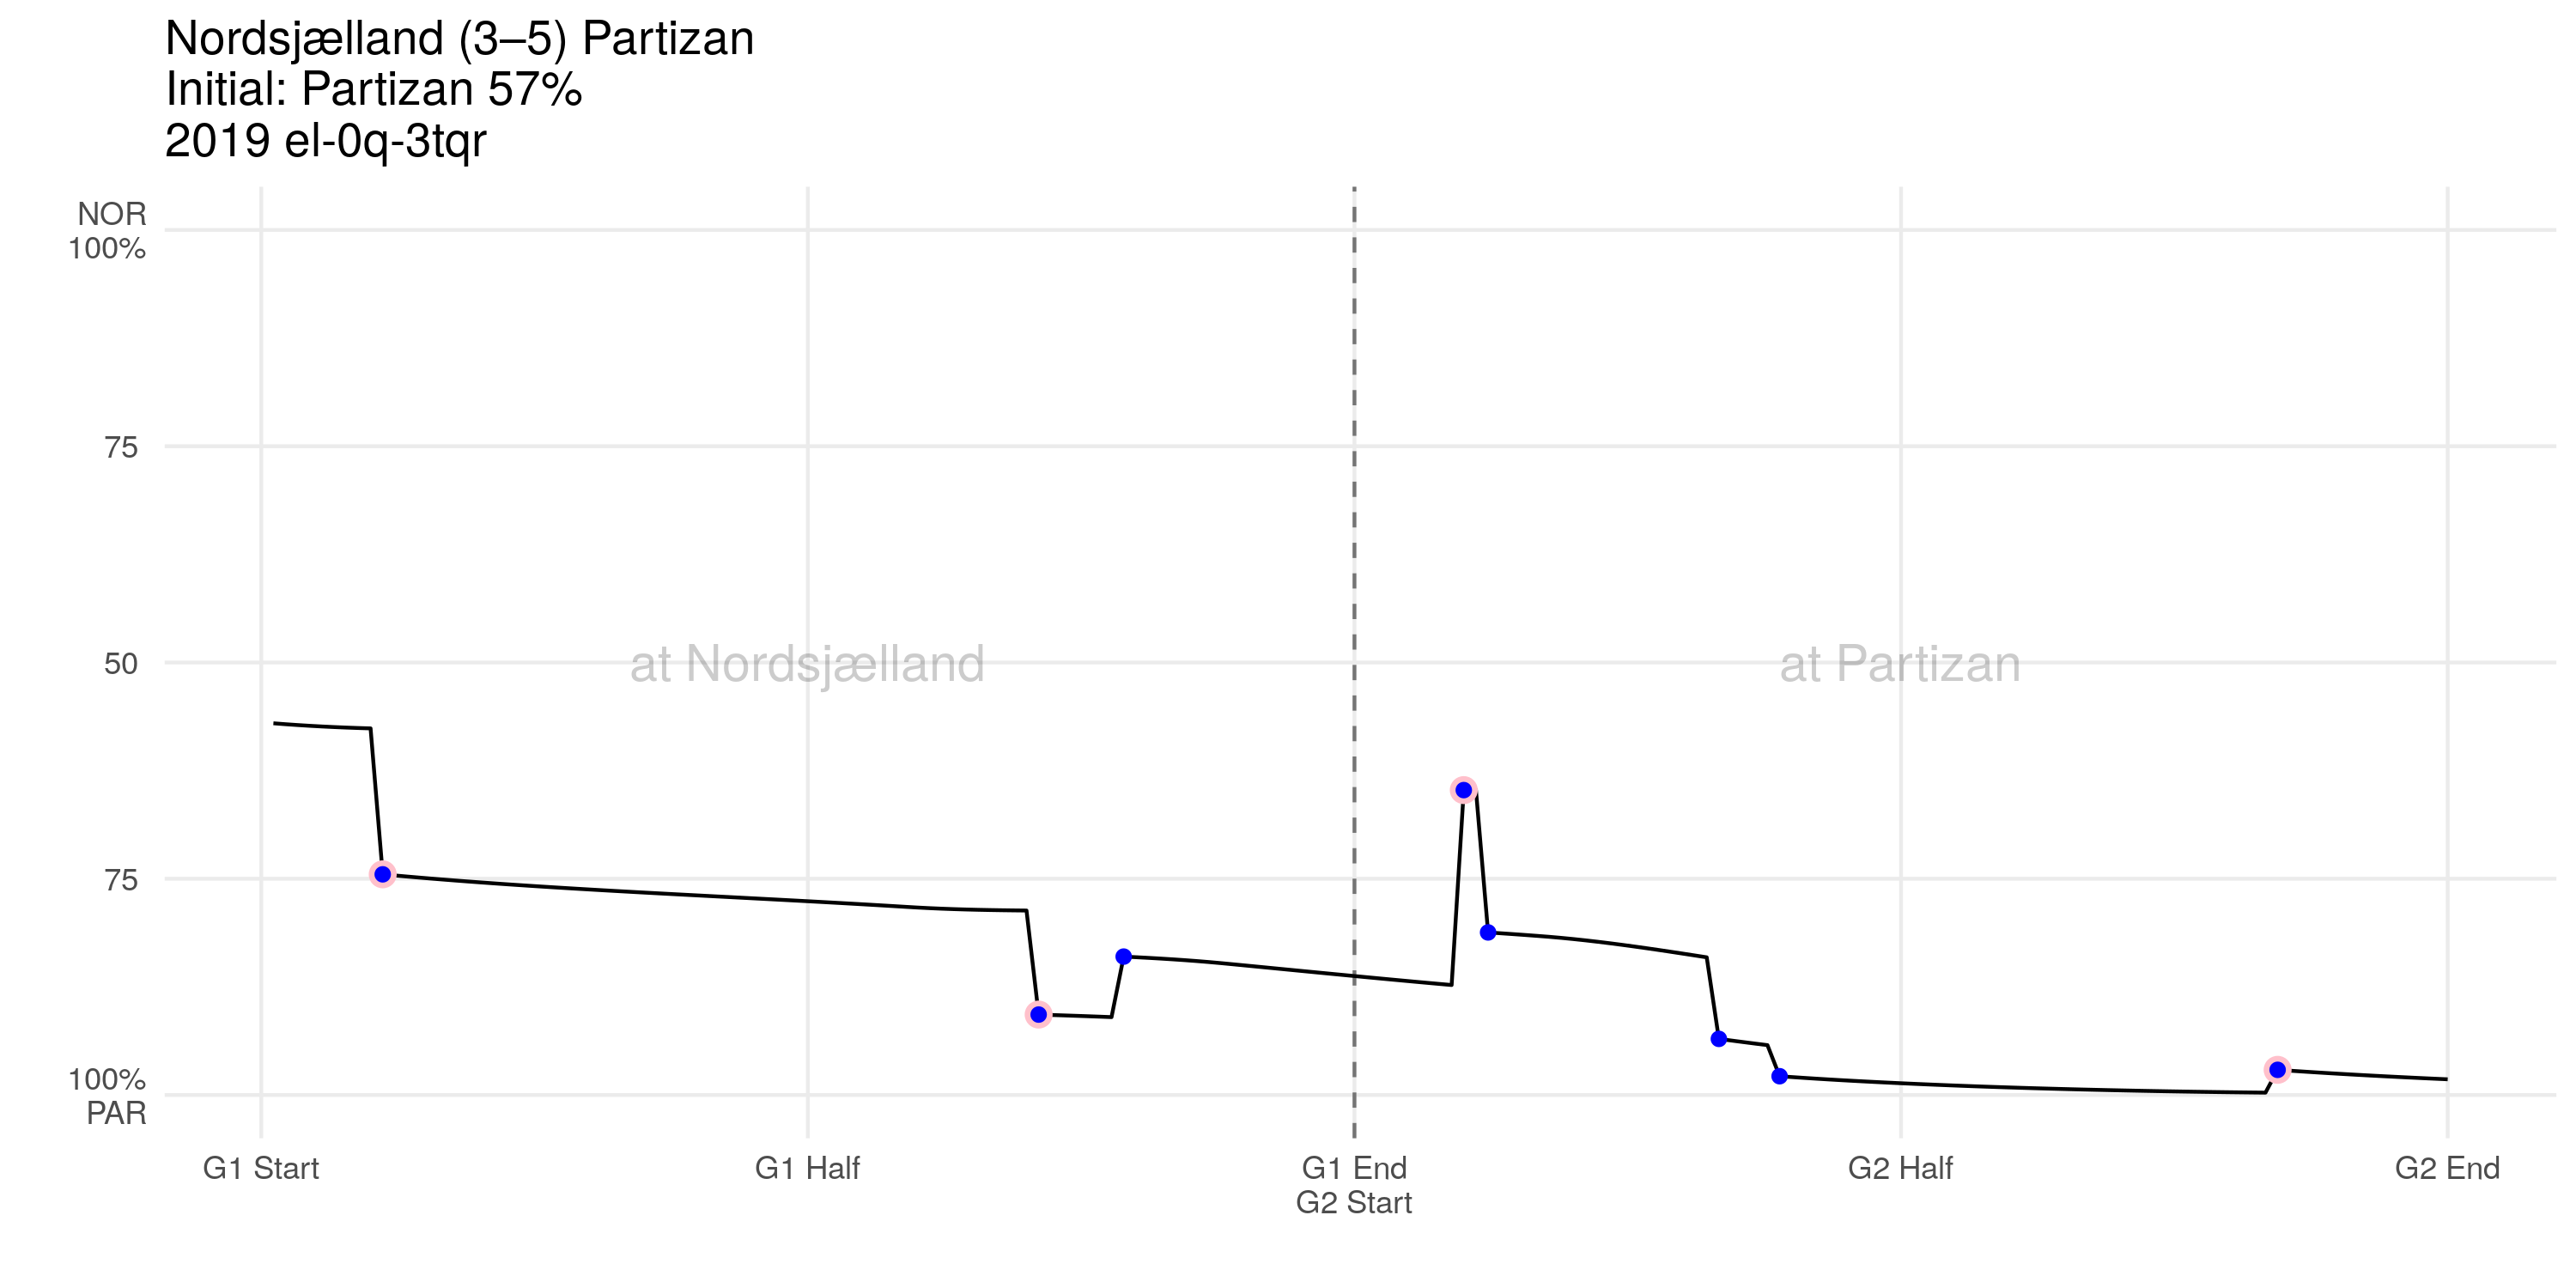 Nordsjælland (3–5) Partizan
Initial: Partizan 57%
2019 el-0q-3tqr
NOR
100%
75
50
75
100%
PAR
at Nordsjælland
at Partizan
G1 Start
G1 Half
G1 End
G2 Start
G2 Half
G2 End